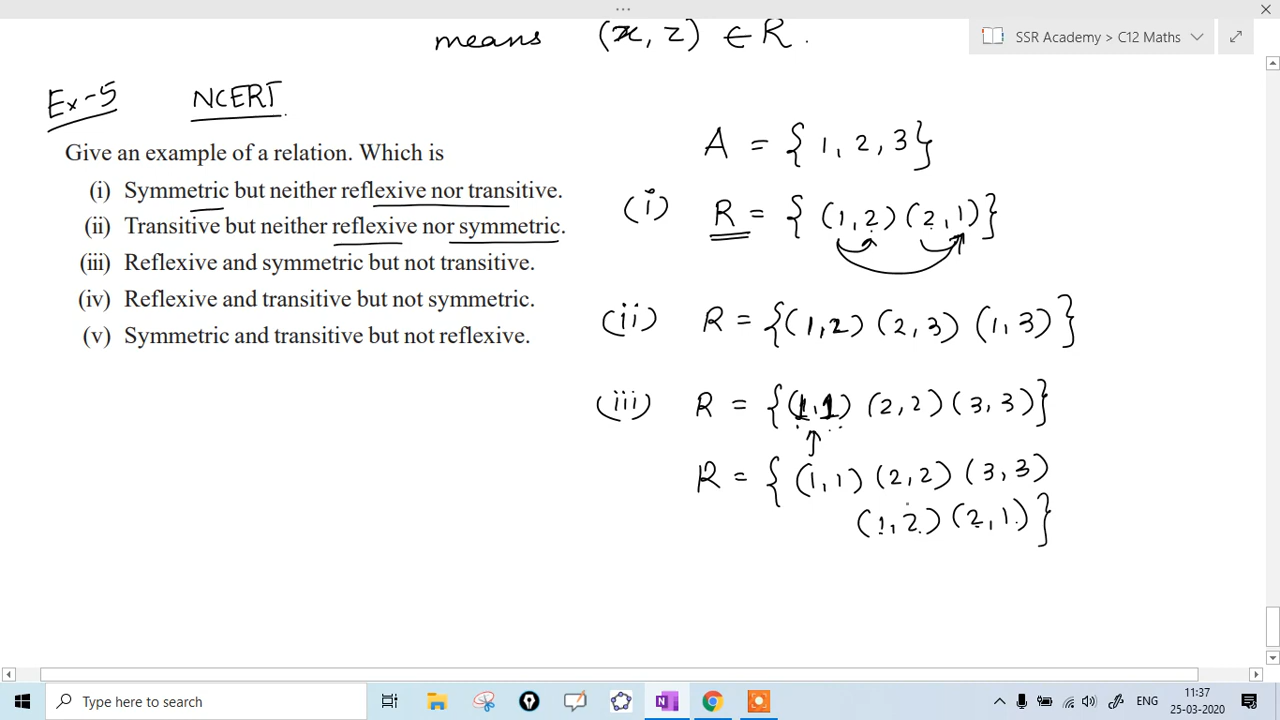 means (x, z) ∈ R.
SSR Academy > C12 Maths
Ex-5 NCERT
Give an example of a relation. Which is
(i) Symmetric but neither reflexive nor transitive.
(ii) Transitive but neither reflexive nor symmetric.
(iii) Reflexive and symmetric but not transitive.
(iv) Reflexive and transitive but not symmetric.
(v) Symmetric and transitive but not reflexive.
A = { 1, 2, 3 }
(i) R = { (1, 2) (2, 1) }
(ii) R = { (1, 2) (2, 3) (1, 3) }
(iii) R = { (1, 1) (2, 2) (3, 3) }
R = { (1, 1) (2, 2) (3, 3)
(1, 2) (2, 1) }
Type here to search
ENG
11:37
25-03-2020